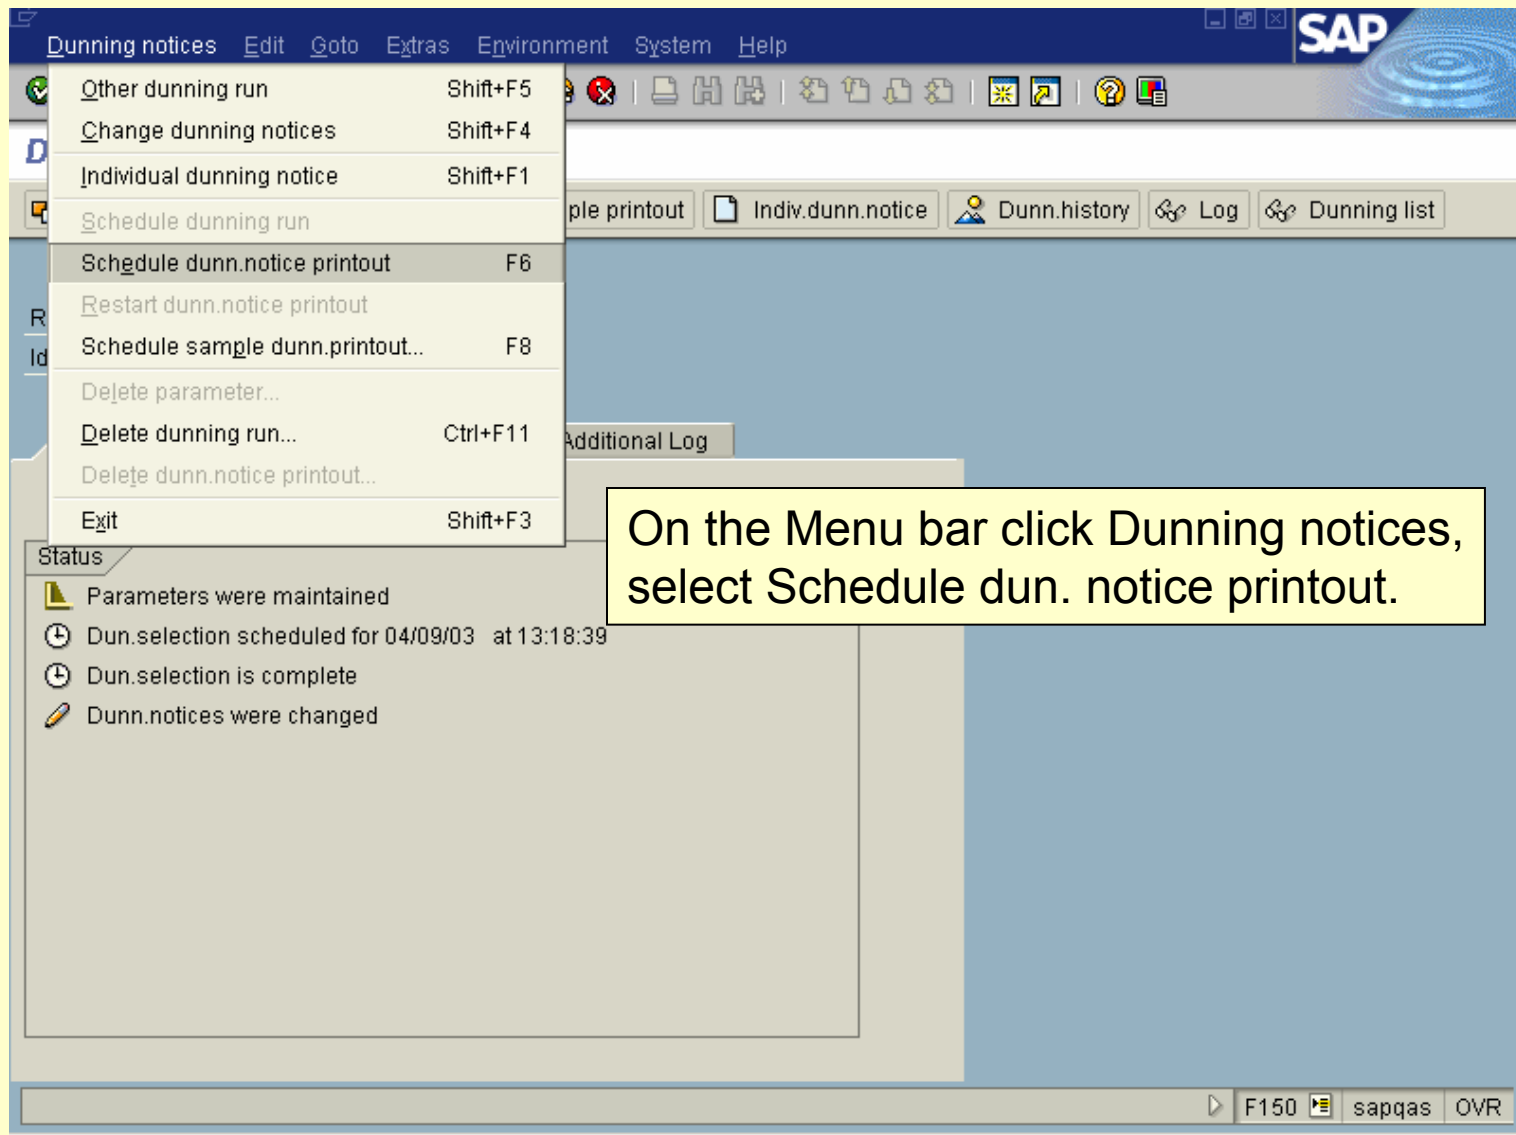 Dunning notices Edit Goto Extras Environment System Help
SAP
Other dunning run Shift+F5
Change dunning notices Shift+F4
Individual dunning notice Shift+F1
Schedule dunning run
ple printout Indiv.dunn.notice Dunn.history Log Dunning list
Schedule dunn.notice printout F6
Restart dunn.notice printout
R
Schedule sample dunn.printout... F8
Id
Delete parameter...
Delete dunning run... Ctrl+F11
Additional Log
Delete dunn.notice printout...
Exit Shift+F3
On the Menu bar click Dunning notices,
select Schedule dun. notice printout.
Status
Parameters were maintained
Dun.selection scheduled for 04/09/03 at 13:18:39
Dun.selection is complete
Dunn.notices were changed
F150 sapqas OVR